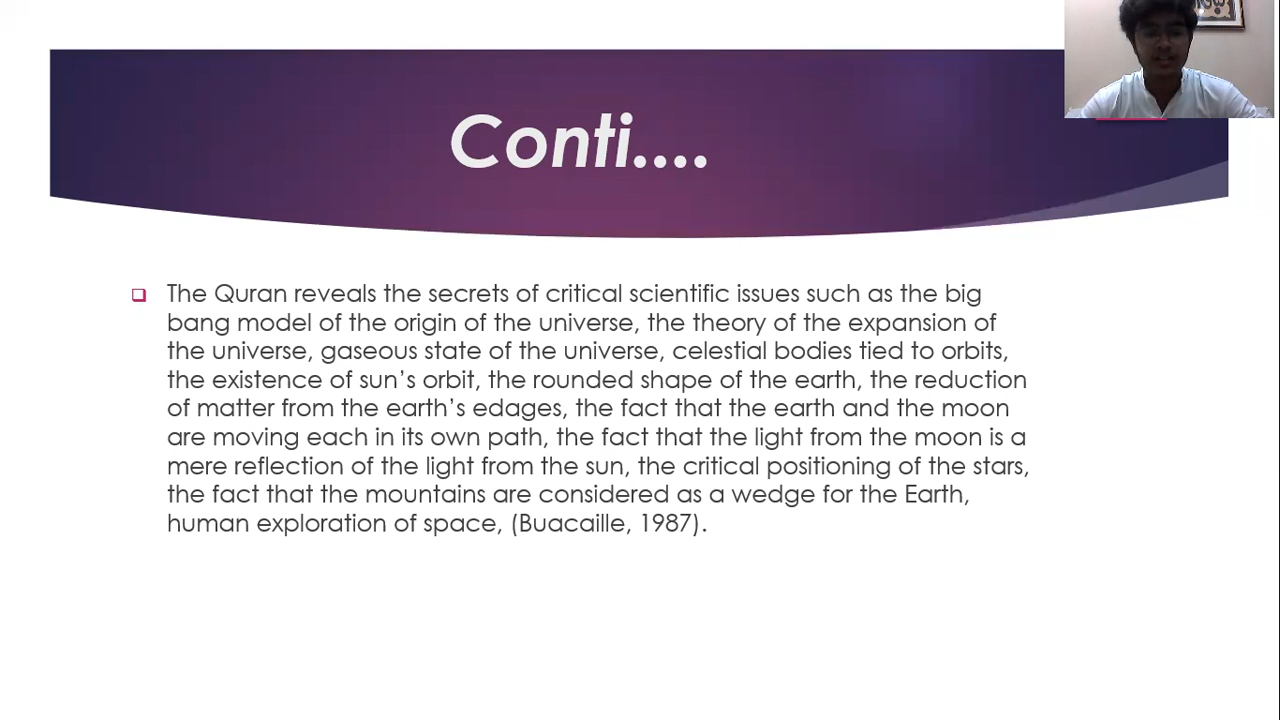 Conti....
The Quran reveals the secrets of critical scientific issues such as the big
bang model of the origin of the universe, the theory of the expansion of
the universe, gaseous state of the universe, celestial bodies tied to orbits,
the existence of sun's orbit, the rounded shape of the earth, the reduction
of matter from the earth's edages, the fact that the earth and the moon
are moving each in its own path, the fact that the light from the moon is a
mere reflection of the light from the sun, the critical positioning of the stars,
the fact that the mountains are considered as a wedge for the Earth,
human exploration of space, (Buacaille, 1987).